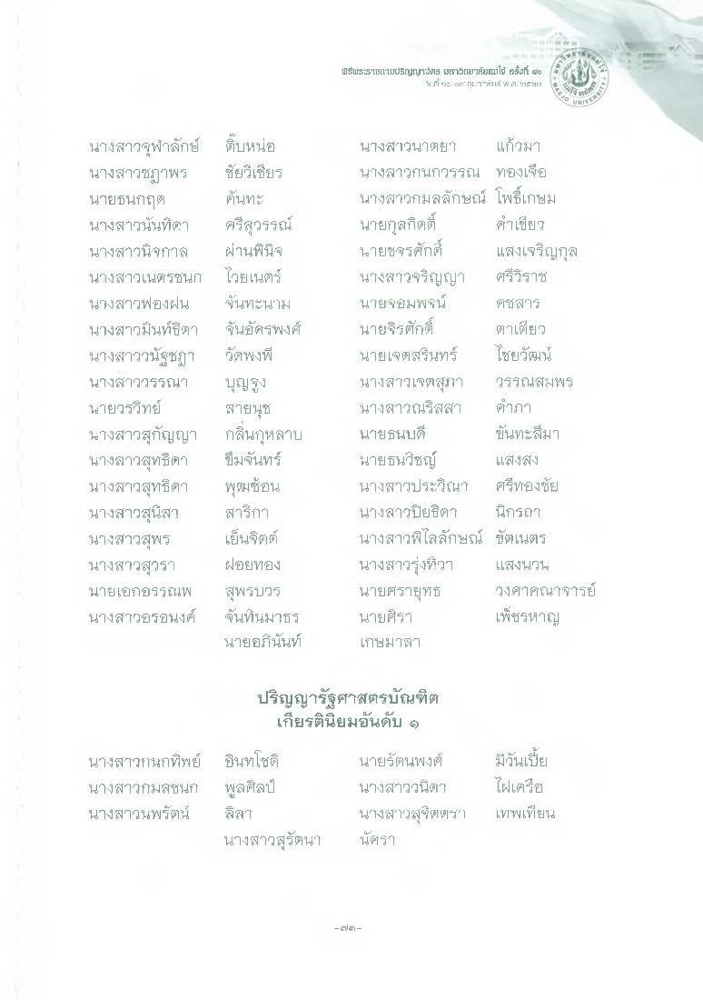 พิธีพระราชทานปริญญาบัตร มหาวิทยาลัยแม่โจ้ ครั้งที่ ๔๑
กุมภาพันธ์ พ.ศ.
มหาวิทยาลัยแม่โจ้
MAEJO UNIVERSITY
นางสาวจุฬาลักษ์ ติ๊บหน่อ นางสาวนาตยา แก้วมา
นางสาวชฎาพร ชัยวิเชียร นางสาวกนกวรรณ ทองเจือ
นายธนกฤต คันทะ นางสาวกมลลักษณ์ โพธิ์เกษม
นางสาวนันทิดา ศรีสุวรรณ์ นายกุลกิตติ์ คำเขียว
นางสาวนิจกาล ผ่านพินิจ นายขจรศักดิ์ แสงเจริญกุล
นางสาวเนตรชนก ไวยเนตร์ นางสาวจริญญา ศรีวิราช
นางสาวฟองฝน จันทะนาม นายจอมพจน์ คชสาร
นางสาวมินท์ธิตา จันอัครพงศ์ นายจิรศักดิ์ ตาเตียว
นางสาววนัฐชฎา วัดพงพี นายเจตสรินทร์ ไชยวัฒน์
นางสาววรรณา บุญจูง นางสาวเจตสุภา วรรณสมพร
นายวรวิทย์ สายนุช นางสาวณริสสา คำภา
นางสาวสุกัญญา กลิ่นกุหลาบ นายธนบดี ขันทะสีมา
นางสาวสุทธิดา ขึมจันทร์ นายธนวิชญ์ แสงสง
นางสาวสุทธิดา พุฒซ้อน นางสาวประวิณา ศรีทองชัย
นางสาวสุนิสา สาริกา นางสาวปิยธิดา นิกรถา
นางสาวสุพร เย็นจิตต์ นางสาวพิไลลักษณ์ ขัตเนตร
นางสาวสุวรา ฝอยทอง นางสาวรุ่งทิวา แสงนวน
นายเอกอรรณพ สุพรบวร นายศรายุทธ วงศาคณาจารย์
นางสาวอรอนงค์ จันทินมาธร นายศิรา เพ็ชรหาญ
นายอภินันท์ เกษมาลา
ปริญญารัฐศาสตรบัณฑิต
เกียรตินิยมอันดับ ๑
นางสาวกนกทิพย์ อินทโชติ นายรัตนพงศ์ มีวันเปี้ย
นางสาวกมลชนก พูลศิลป์ นางสาววนิดา ไฝเครือ
นางสาวนพรัตน์ ลิลา นางสาวสุจิตตรา เทพเทียน
นางสาวสุรัตนา นัครา
-๗๓-